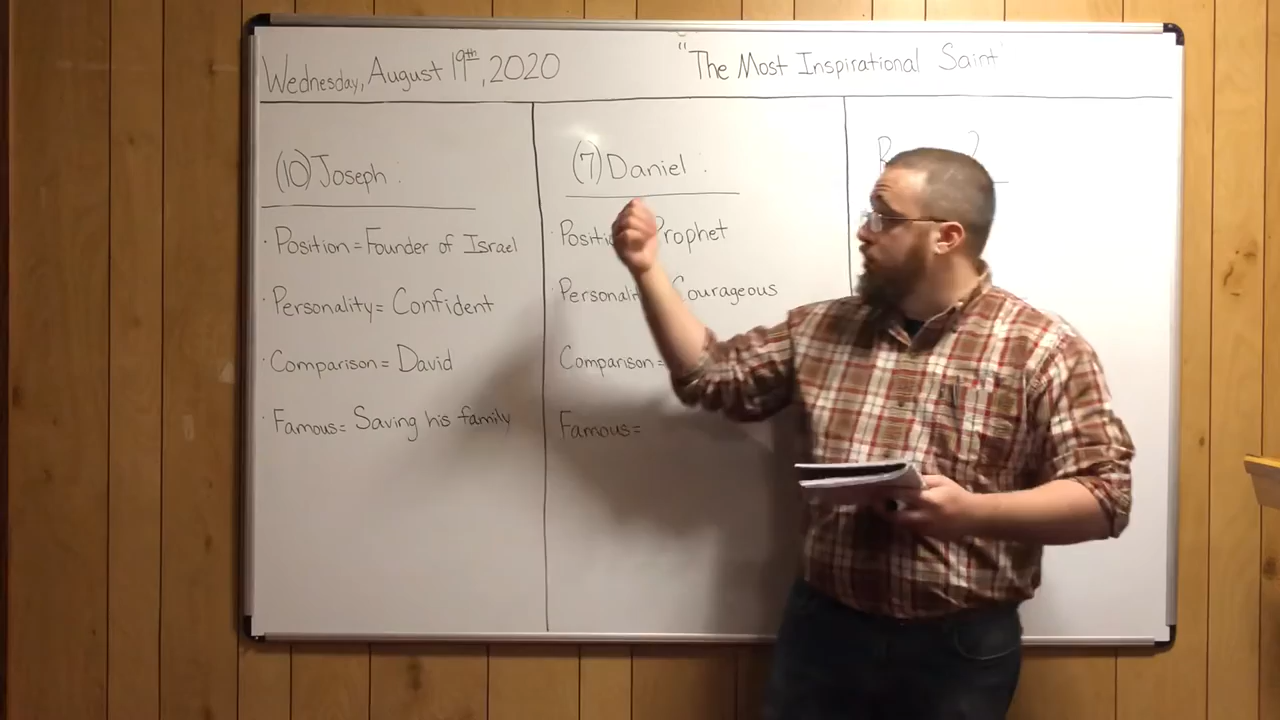 Wednesday, August 19th, 2020
"The Most Inspirational Saint"
(10) Joseph:
· Position = Founder of Israel
· Personality = Confident
· Comparison = David
· Famous = Saving his family
(7) Daniel:
· Prophet
Courageous
Comparison =
Famous =